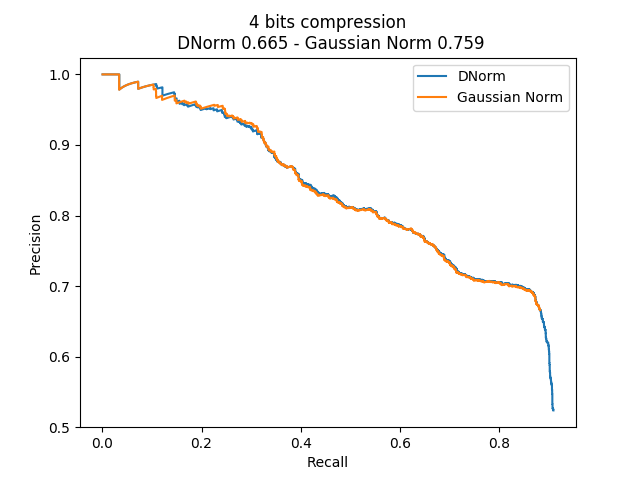 4 bits compression
DNorm 0.665 - Gaussian Norm 0.759
DNorm
Gaussian Norm
1.0
0.9
0.8
0.7
0.6
0.5
Precision
0.0 0.2 0.4 0.6 0.8
Recall